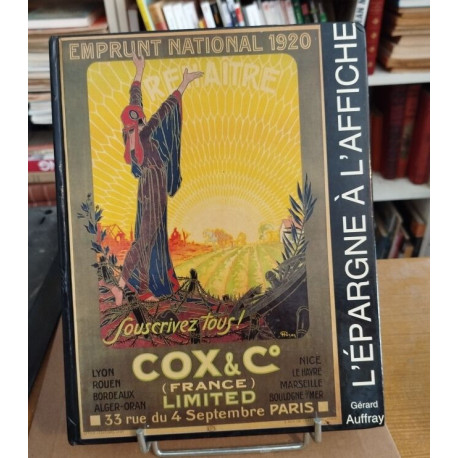 EMPRUNT NATIONAL 1920
RENAÎTRE
Souscrivez Tous!
COX & Cº
(FRANCE)
LIMITED
LYON
ROUEN
BORDEAUX
ALGER-ORAN
NICE
LE HAVRE
MARSEILLE
BOULOGNE S/MER
33 rue du 4 Septembre PARIS
L'ÉPARGNE À L'AFFICHE
Gérard
Auffray